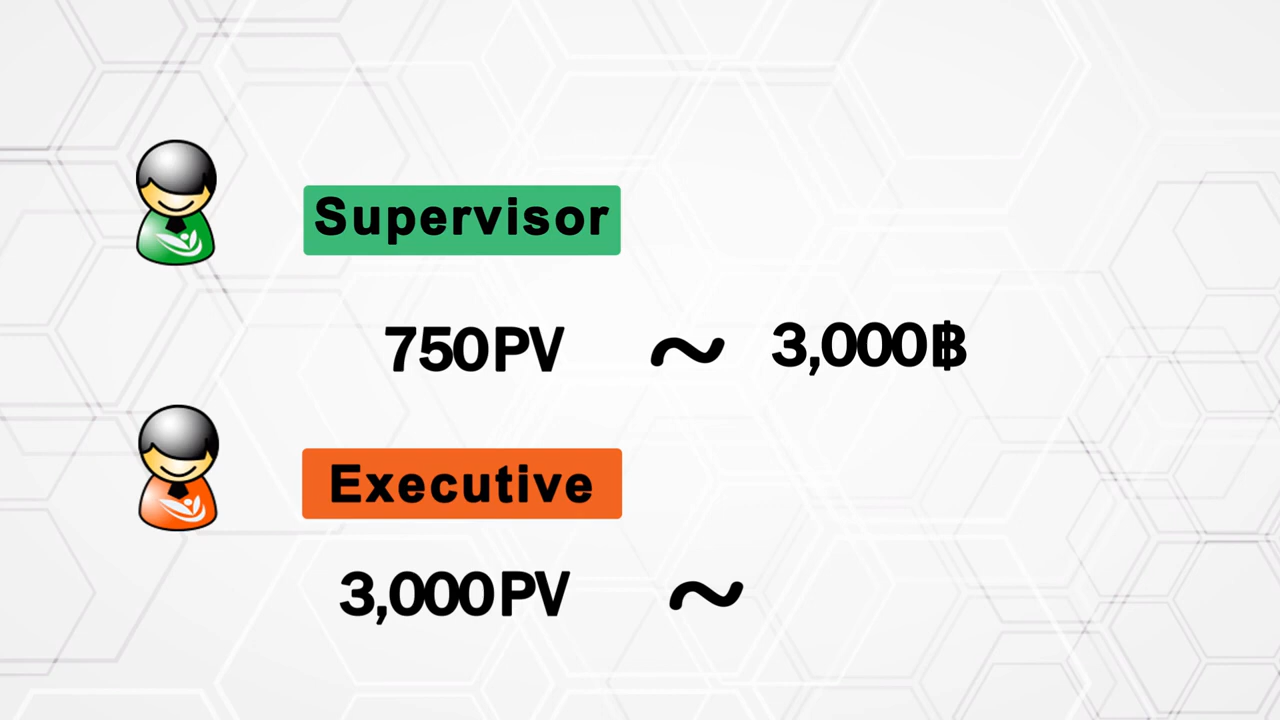 Supervisor
750PV ~ 3,000฿
Executive
3,000PV ~